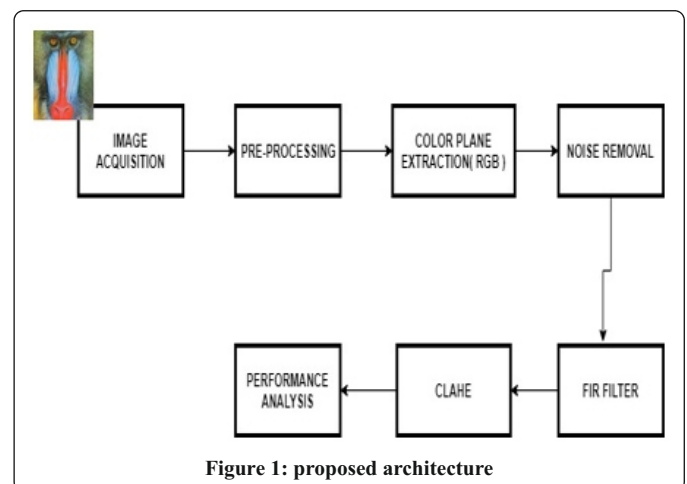 IMAGE
ACQUISITION
PRE-PROCESSING
COLOR PLANE
EXTRACTION( RGB )
NOISE REMOVAL
FIR FILTER
CLAHE
PERFORMANCE
ANALYSIS
Figure 1: proposed architecture